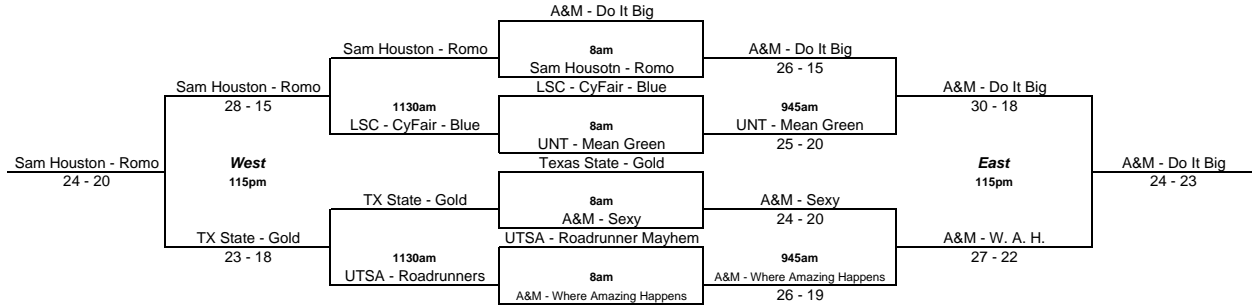 A&M - Do It Big
Sam Houston - Romo 8am A&M - Do It Big
Sam Housotn - Romo 26 - 15
Sam Houston - Romo LSC - CyFair - Blue A&M - Do It Big
28 - 15 1130am 8am 945am 30 - 18
LSC - CyFair - Blue UNT - Mean Green
UNT - Mean Green 25 - 20
Sam Houston - Romo West Texas State - Gold East A&M - Do It Big
24 - 20 115pm 115pm 24 - 23
TX State - Gold 8am A&M - Sexy
A&M - Sexy 24 - 20
TX State - Gold UTSA - Roadrunner Mayhem A&M - W. A. H.
23 - 18 1130am 945am 27 - 22
UTSA - Roadrunners 8am A&M - Where Amazing Happens
A&M - Where Amazing Happens 26 - 19